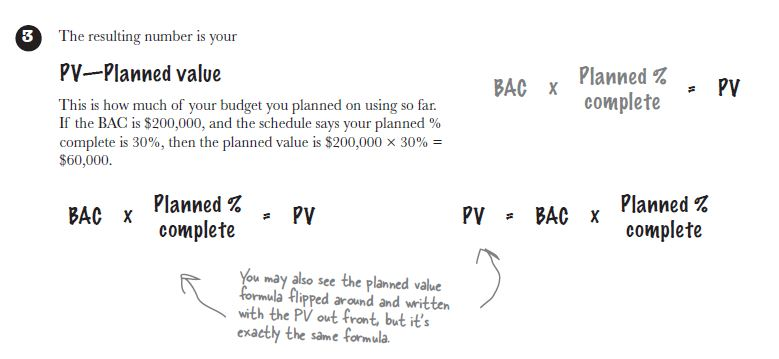 3 The resulting number is your
PV—Planned value
This is how much of your budget you planned on using so far.
If the BAC is $200,000, and the schedule says your planned %
complete is 30%, then the planned value is $200,000 × 30% =
$60,000.
BAC x Planned % complete = PV
BAC x Planned % complete = PV
PV = BAC x Planned % complete
You may also see the planned value
formula flipped around and written
with the PV out front, but it's
exactly the same formula.